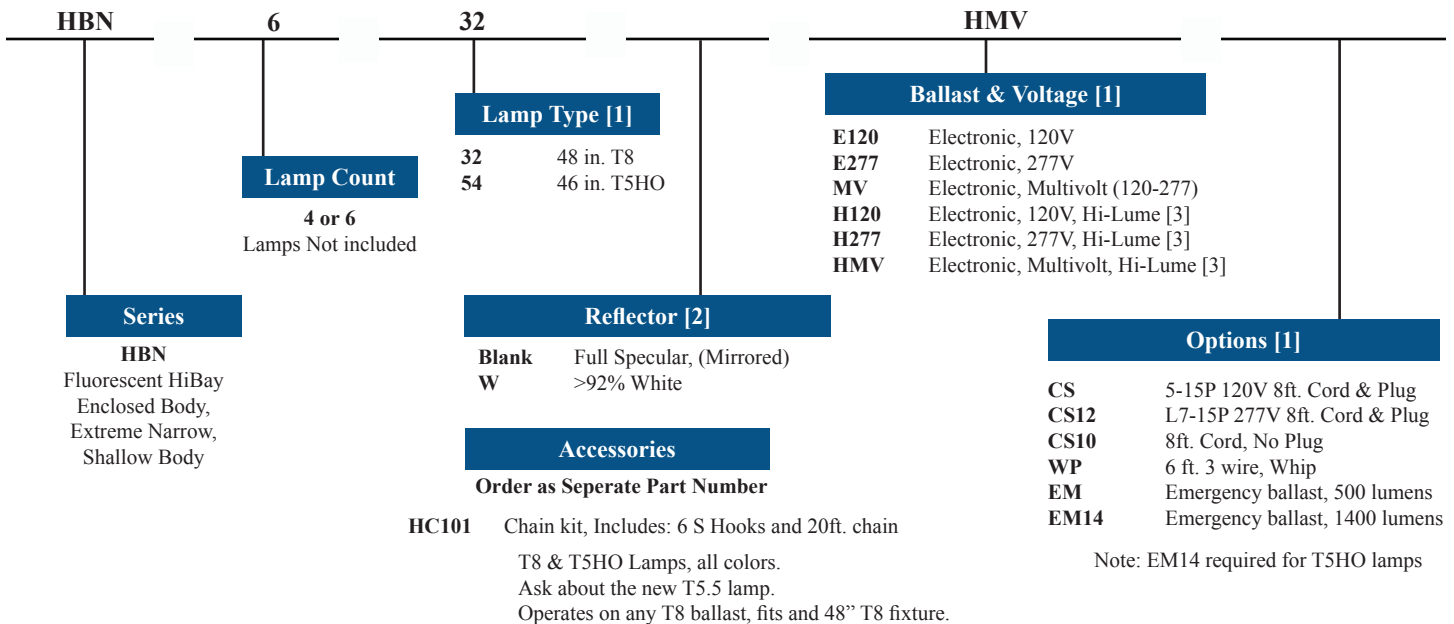 HBN 6 32 HMV
Ballast & Voltage [1]
E120 Electronic, 120V
E277 Electronic, 277V
MV Electronic, Multivolt (120-277)
H120 Electronic, 120V, Hi-Lume [3]
H277 Electronic, 277V, Hi-Lume [3]
HMV Electronic, Multivolt, Hi-Lume [3]
Lamp Type [1]
32 48 in. T8
54 46 in. T5HO
Lamp Count
4 or 6
Lamps Not included
Series
HBN
Fluorescent HiBay
Enclosed Body,
Extreme Narrow,
Shallow Body
Reflector [2]
Blank Full Specular, (Mirrored)
W >92% White
Accessories
Order as Seperate Part Number
HC101 Chain kit, Includes: 6 S Hooks and 20ft. chain
T8 & T5HO Lamps, all colors.
Ask about the new T5.5 lamp.
Operates on any T8 ballast, fits and 48” T8 fixture.
Options [1]
CS 5-15P 120V 8ft. Cord & Plug
CS12 L7-15P 277V 8ft. Cord & Plug
CS10 8ft. Cord, No Plug
WP 6 ft. 3 wire, Whip
EM Emergency ballast, 500 lumens
EM14 Emergency ballast, 1400 lumens
Note: EM14 required for T5HO lamps